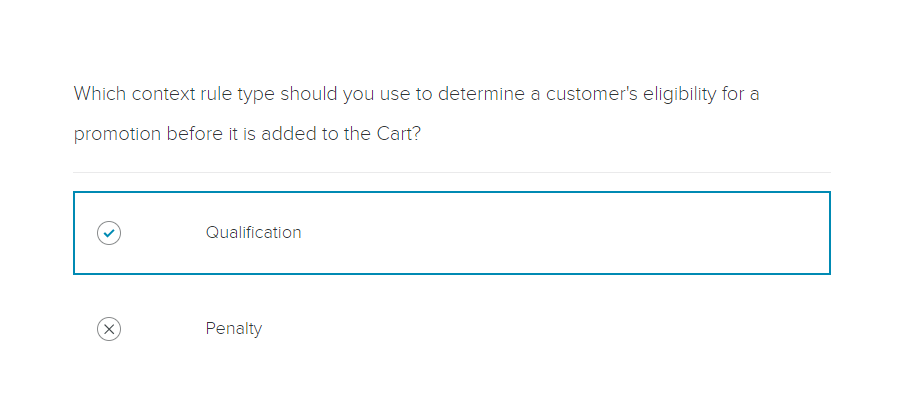 Which context rule type should you use to determine a customer's eligibility for a
promotion before it is added to the Cart?
Qualification
Penalty